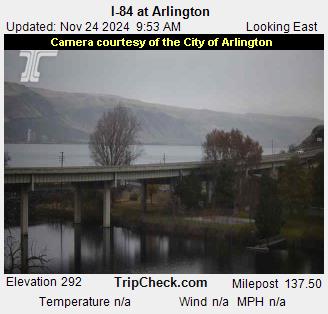 I-84 at Arlington
Updated: Nov 24 2024 9:53 AM Looking East
Camera courtesy of the City of Arlington
Elevation 292 TripCheck.com Milepost 137.50
Temperature n/a Wind n/a MPH n/a